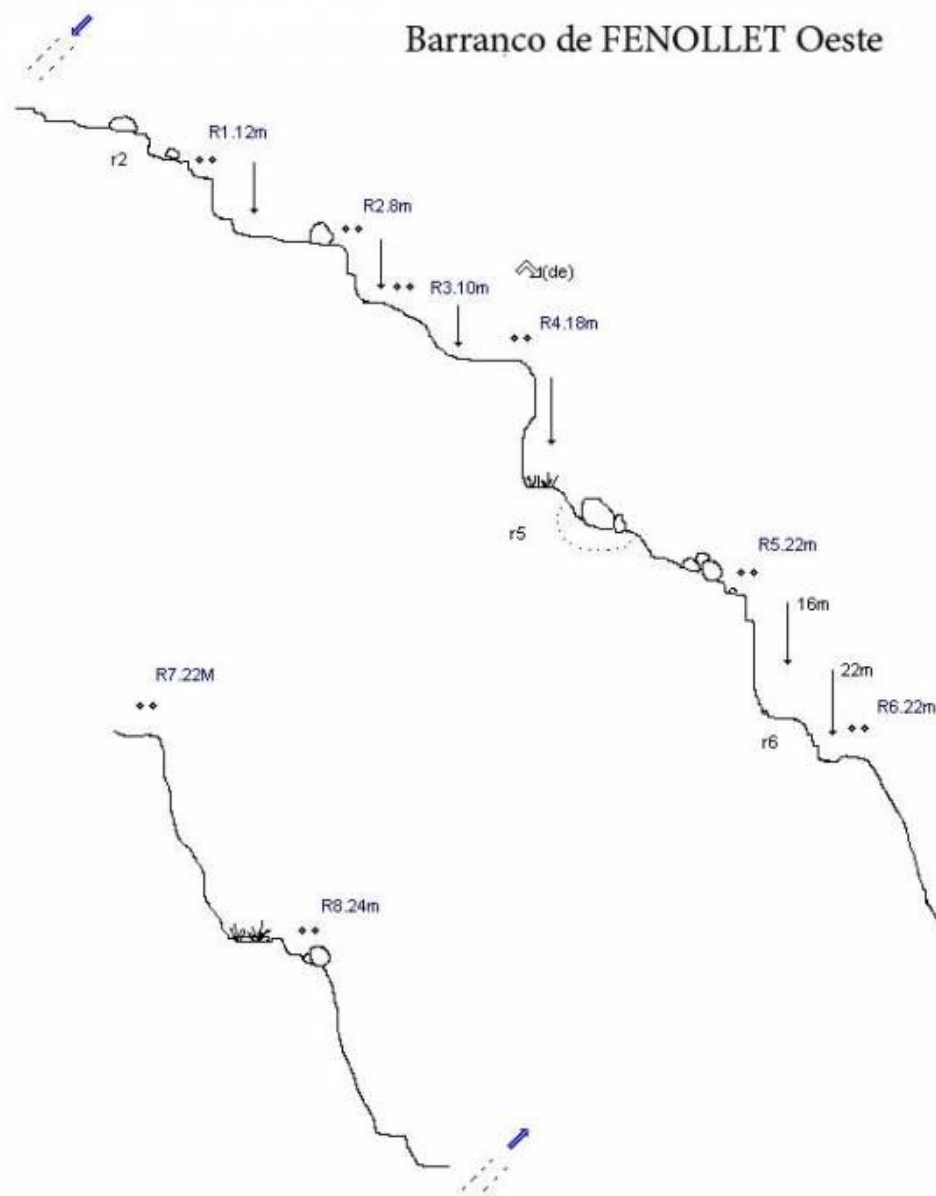 Barranco de FENOLLET Oeste
R1.12m
r2
R2.8m
(de)
R3.10m
R4.18m
r5
R5.22m
16m
22m
R6.22m
r6
R7.22M
R8.24m